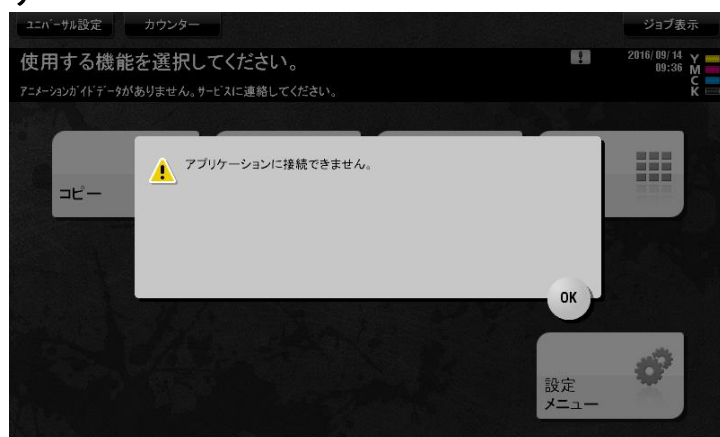 ユニバーサル設定
カウンター
ジョブ表示
使用する機能を選択してください。
2016/09/14
09:36
アニメーションガイドデータがありません。サービスに連絡してください。
Y
M
C
K
アプリケーションに接続できません。
コピー
OK
設定
メニュー